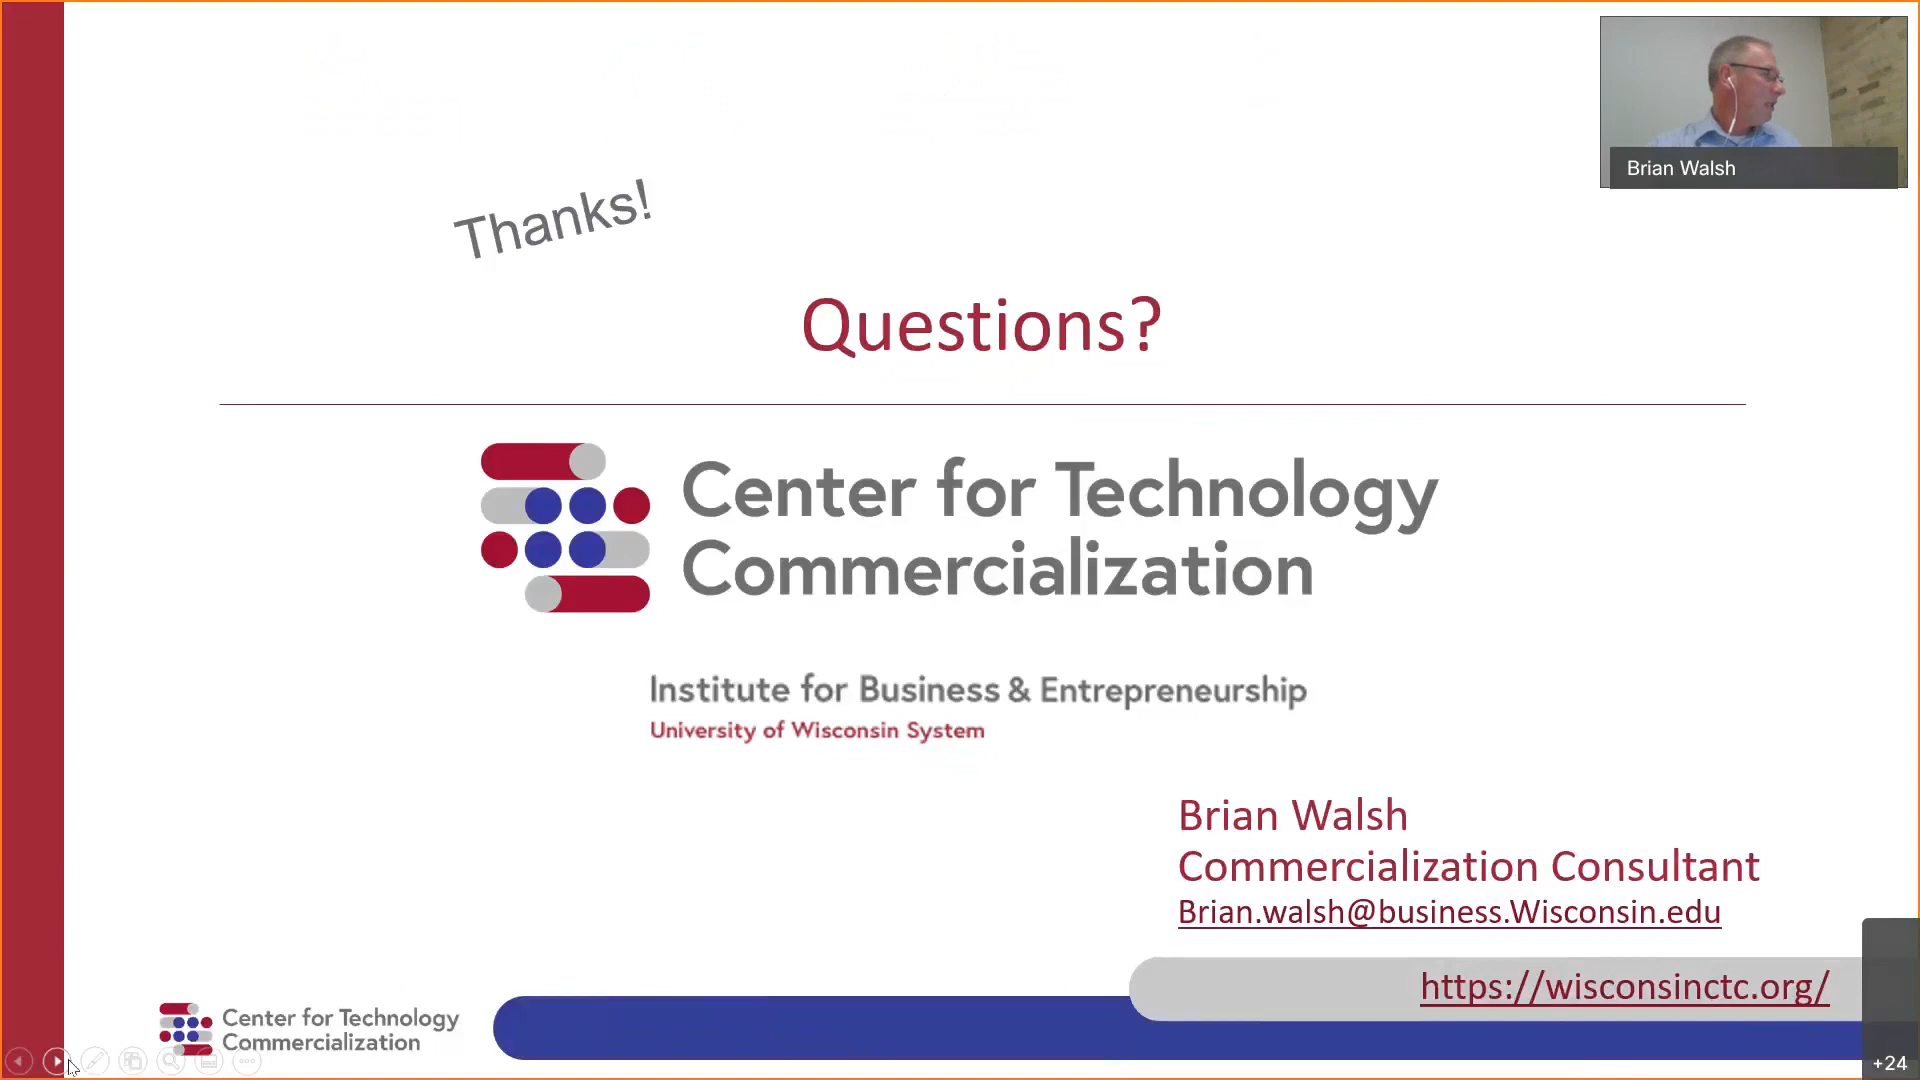 Brian Walsh
Thanks!
Questions?
Center for Technology
Commercialization
Institute for Business & Entrepreneurship
University of Wisconsin System
Brian Walsh
Commercialization Consultant
Brian.walsh@business.Wisconsin.edu
https://wisconsinctc.org/
Center for Technology
Commercialization
+24